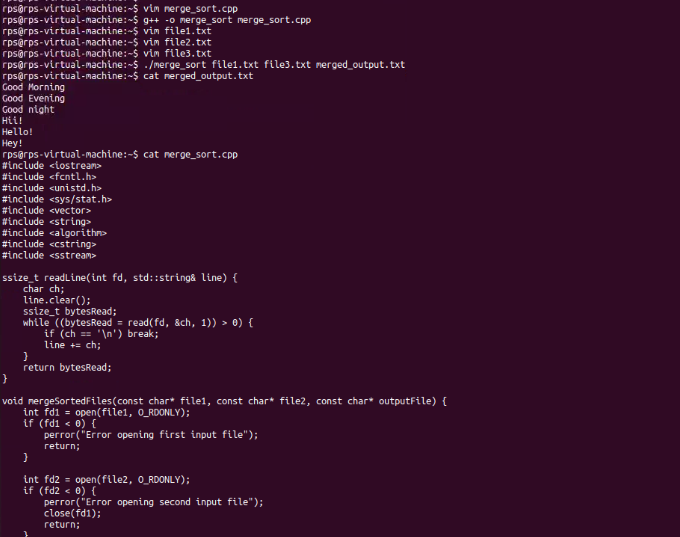 rps@rps-virtual-machine:~$ vim merge_sort.cpp
rps@rps-virtual-machine:~$ g++ -o merge_sort merge_sort.cpp
rps@rps-virtual-machine:~$ vim file1.txt
rps@rps-virtual-machine:~$ vim file2.txt
rps@rps-virtual-machine:~$ vim file3.txt
rps@rps-virtual-machine:~$ ./merge_sort file1.txt file3.txt merged_output.txt
rps@rps-virtual-machine:~$ cat merged_output.txt
Good Morning
Good Evening
Good night
Hii!
Hello!
Hey!
rps@rps-virtual-machine:~$ cat merge_sort.cpp
#include <iostream>
#include <fcntl.h>
#include <unistd.h>
#include <sys/stat.h>
#include <vector>
#include <string>
#include <algorithm>
#include <cstring>
#include <sstream>
ssize_t readLine(int fd, std::string& line) {
    char ch;
    line.clear();
    ssize_t bytesRead;
    while ((bytesRead = read(fd, &ch, 1)) > 0) {
        if (ch == '\n') break;
        line += ch;
    }
    return bytesRead;
}
void mergeSortedFiles(const char* file1, const char* file2, const char* outputFile) {
    int fd1 = open(file1, O_RDONLY);
    if (fd1 < 0) {
        perror("Error opening first input file");
        return;
    }
    int fd2 = open(file2, O_RDONLY);
    if (fd2 < 0) {
        perror("Error opening second input file");
        close(fd1);
        return;
    }